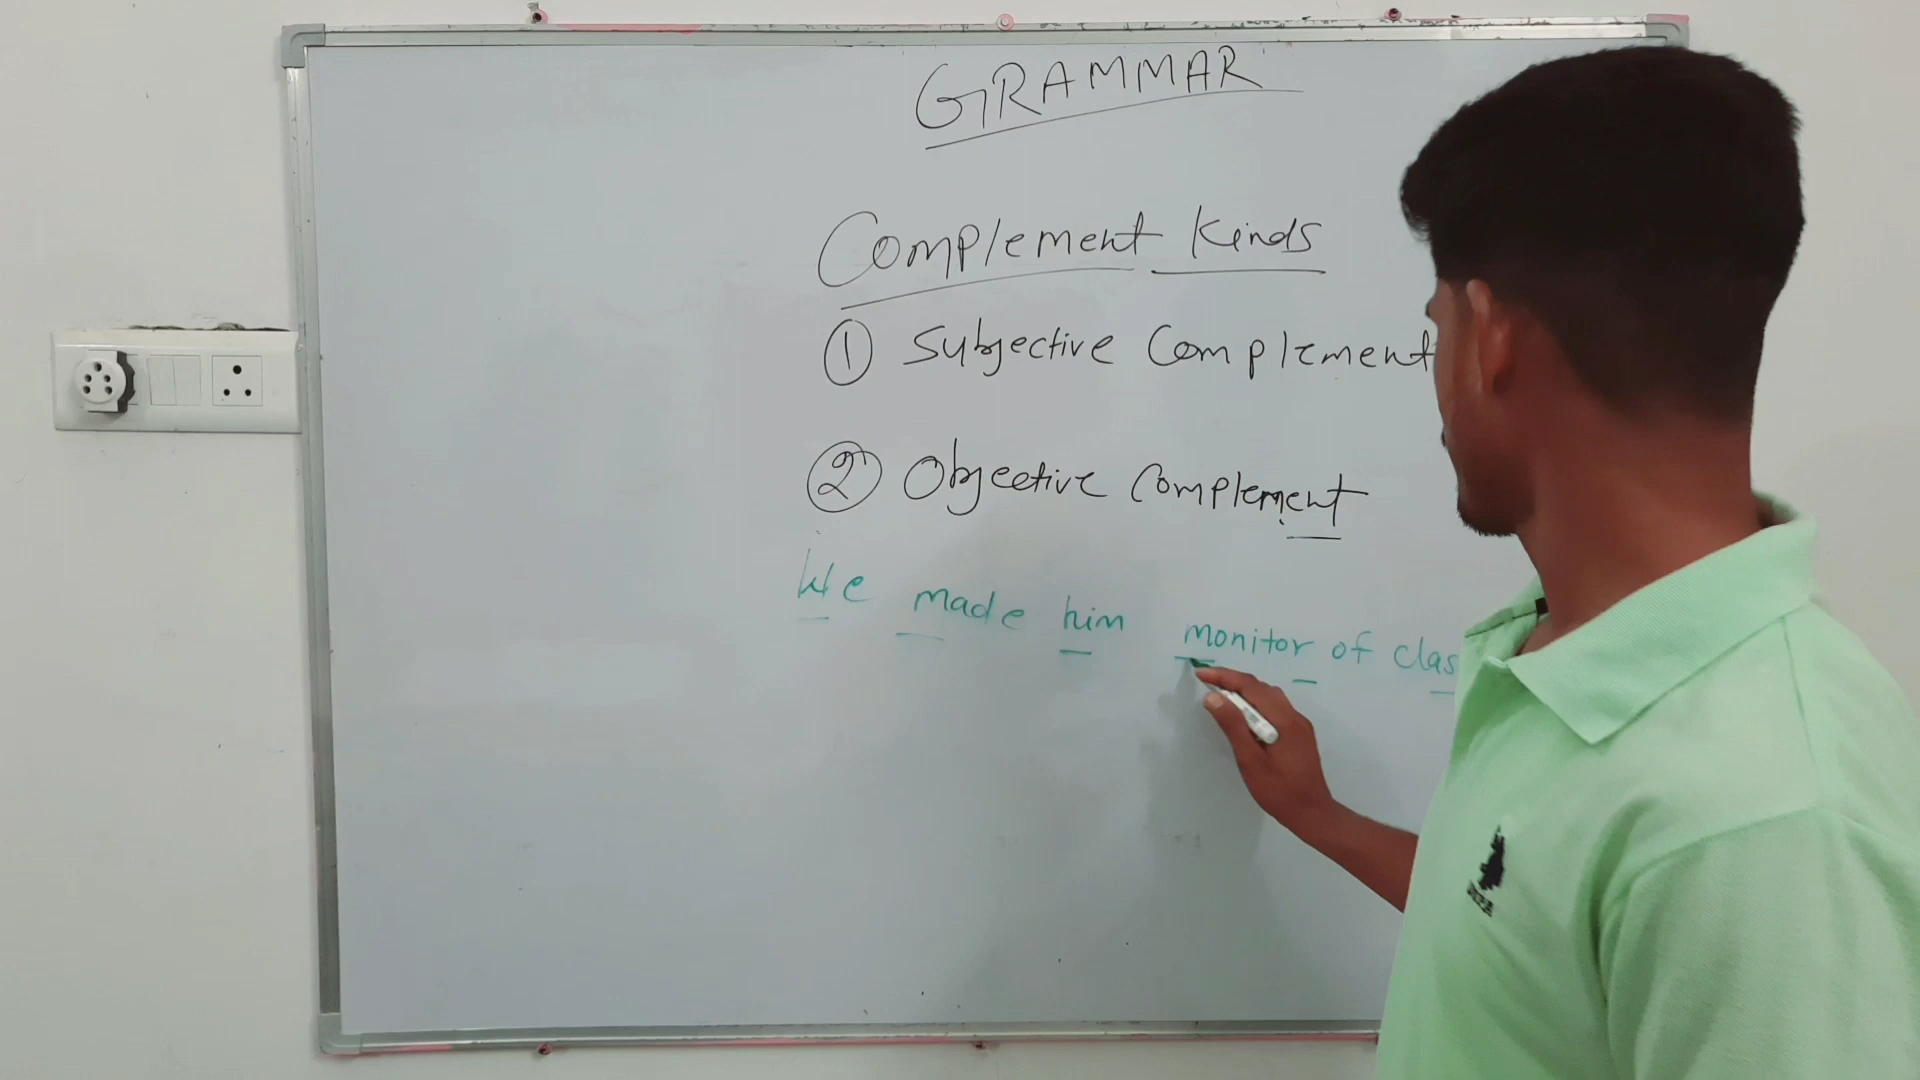 GRAMMAR
Complement Kinds
① Subjective Complement
② Objective Complement
We made him monitor of clas